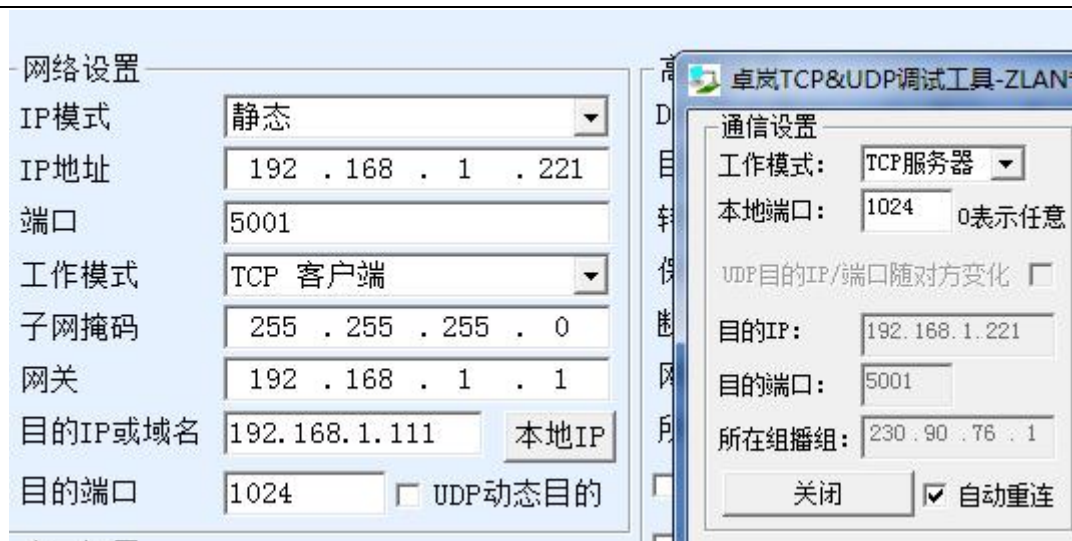 网络设置
IP模式 静态
IP地址 192 . 168 . 1 . 221
端口 5001
工作模式 TCP 客户端
子网掩码 255 . 255 . 255 . 0
网关 192 . 168 . 1 . 1
目的IP或域名 192.168.1.111 本地IP
目的端口 1024 UDP动态目的
卓岚TCP&UDP调试工具-ZLAN
通信设置
工作模式: TCP服务器
本地端口: 1024 0表示任意
UDP目的IP/端口随对方变化
目的IP: 192.168.1.221
目的端口: 5001
所在组播组: 230 . 90 . 76 . 1
关闭 自动重连